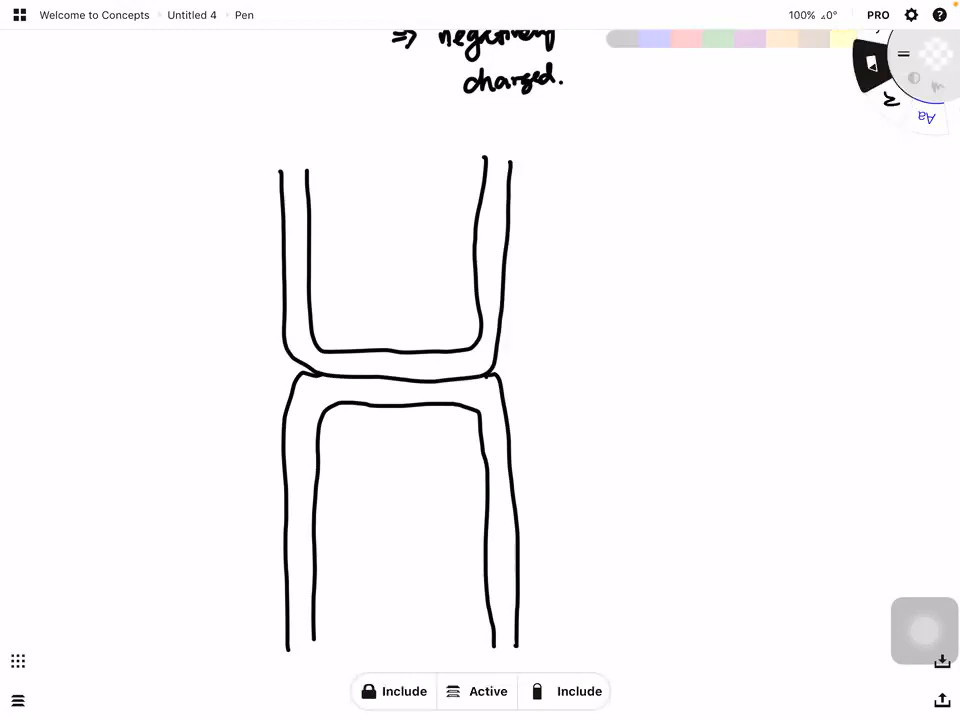 Welcome to Concepts > Untitled 4 > Pen
100% 0°
PRO
⇒ negatively
charged.
Aa
Include
Active
Include